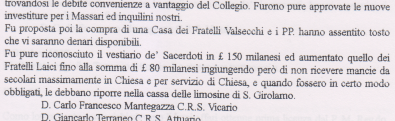 trovandosi le debite convenienze a vantaggio del Collegio. Furono pure approvate le nuove
investiture per i Massari ed inquilini nostri.
Fu proposta poi la compra di una Casa dei Fratelli Valsecchi e i PP. hanno assentito tosto
che vi saranno denari disponibili.
Fu pure riconosciuto il vestiario de' Sacerdoti in £ 150 milanesi ed aumentato quello dei
Fratelli Laici fino alla somma di £ 80 milanesi ingiungendo però di non ricevere mancie da
secolari massimamente in Chiesa e per servizio di Chiesa, e quando fossero in certo modo
obbligati, le debbano riporre nella cassa delle limosine di S. Girolamo.
D. Carlo Francesco Mantegazza C.R.S. Vicario
D. Giancarlo Terraneo C.R.S. Attuario